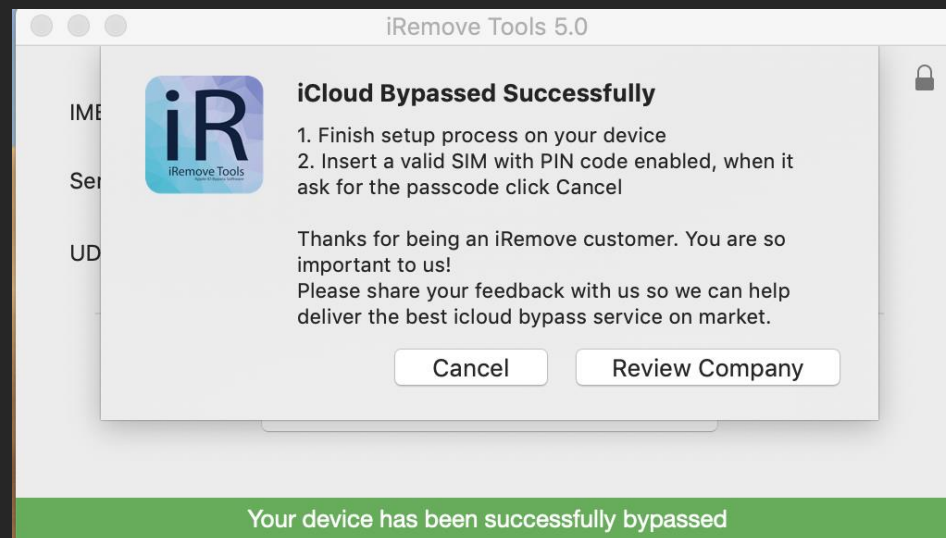 iRemove Tools 5.0
iCloud Bypassed Successfully
IME
1. Finish setup process on your device
2. Insert a valid SIM with PIN code enabled, when it
ask for the passcode click Cancel
Ser
iR
iRemove Tools
UD
Thanks for being an iRemove customer. You are so
important to us!
Please share your feedback with us so we can help
deliver the best icloud bypass service on market.
Cancel
Review Company
Your device has been successfully bypassed